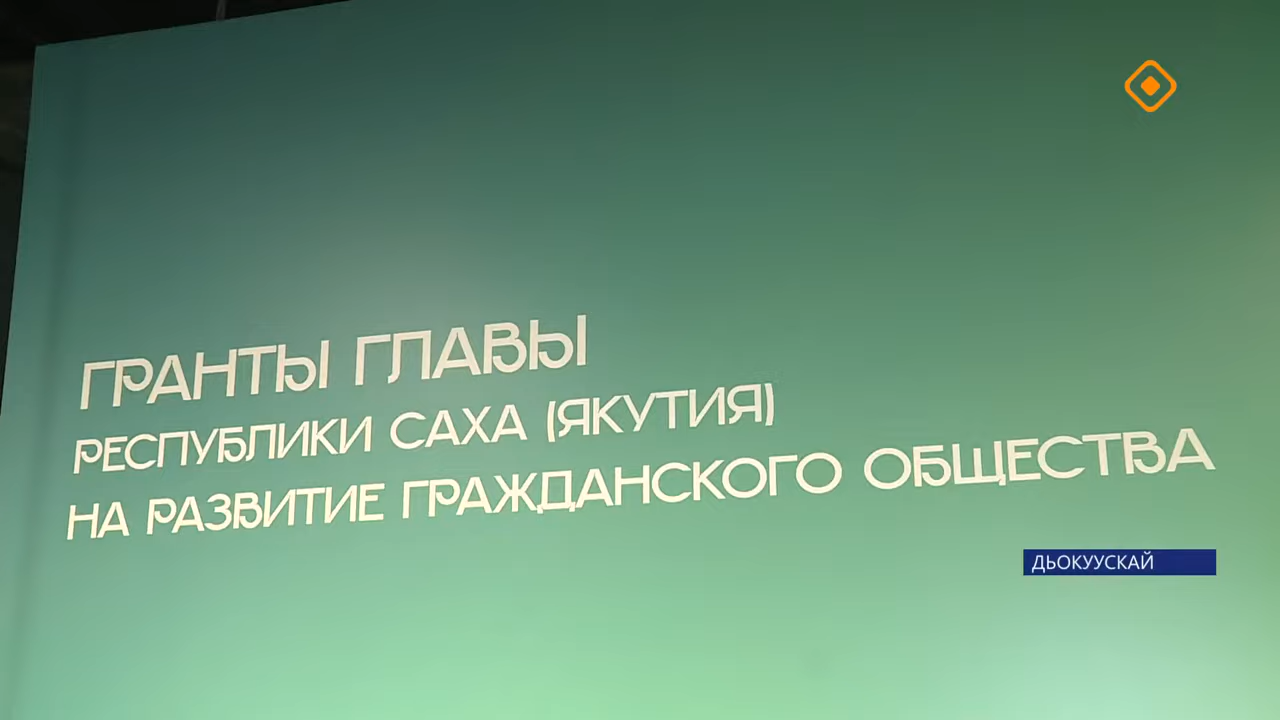 ГРАНТЫ ГЛАВЫ
РЕСПУБЛИКИ САХА (ЯКУТИЯ)
НА РАЗВИТИЕ ГРАЖДАНСКОГО ОБЩЕСТВА
ДЬОКУУСКАЙ